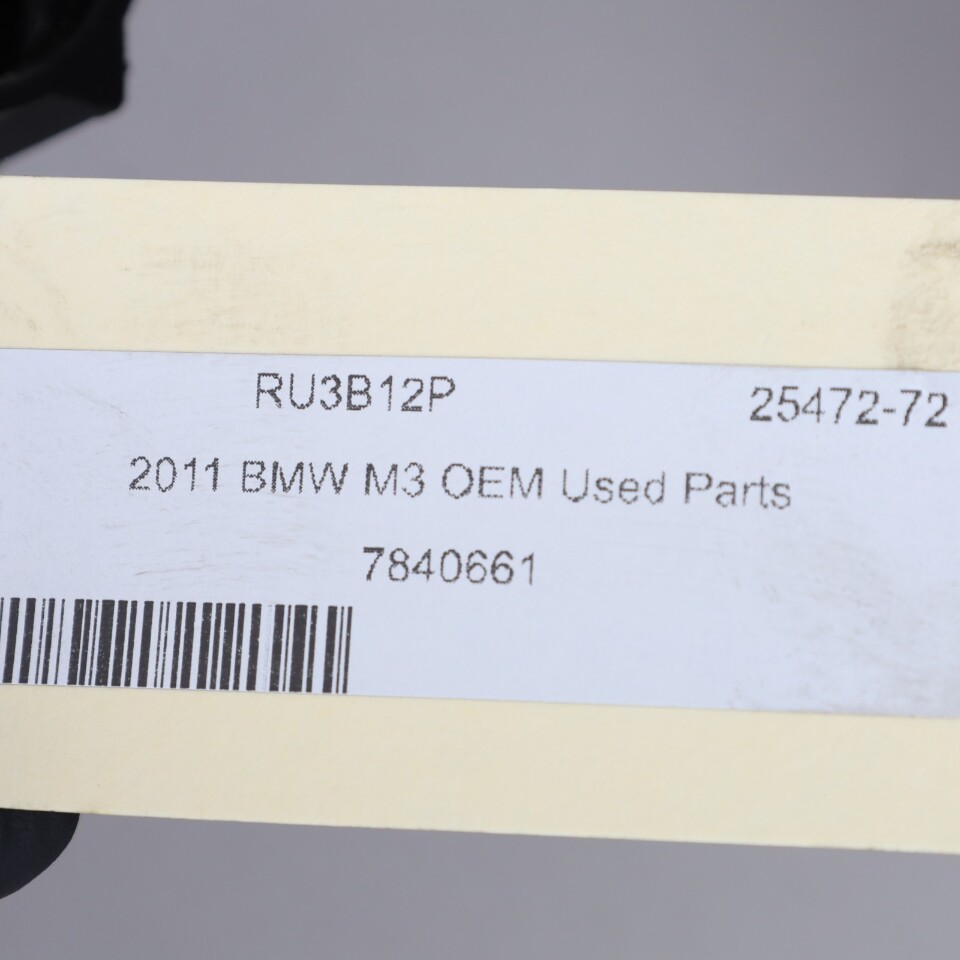 RU3B12P 25472-72
2011 BMW M3 OEM Used Parts
7840661